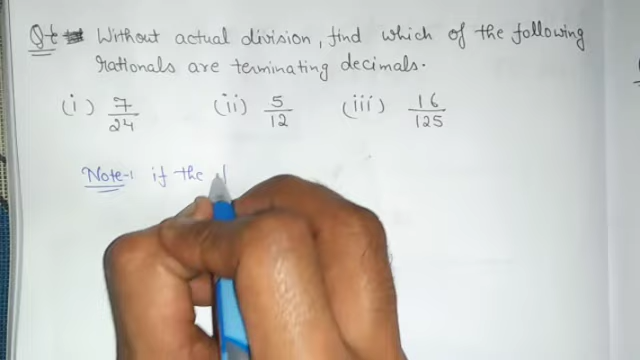 Without actual division, find which of the following
rationals are terminating decimals.
(i) 7/24 (ii) 5/12 (iii) 16/125
Note-1 if the